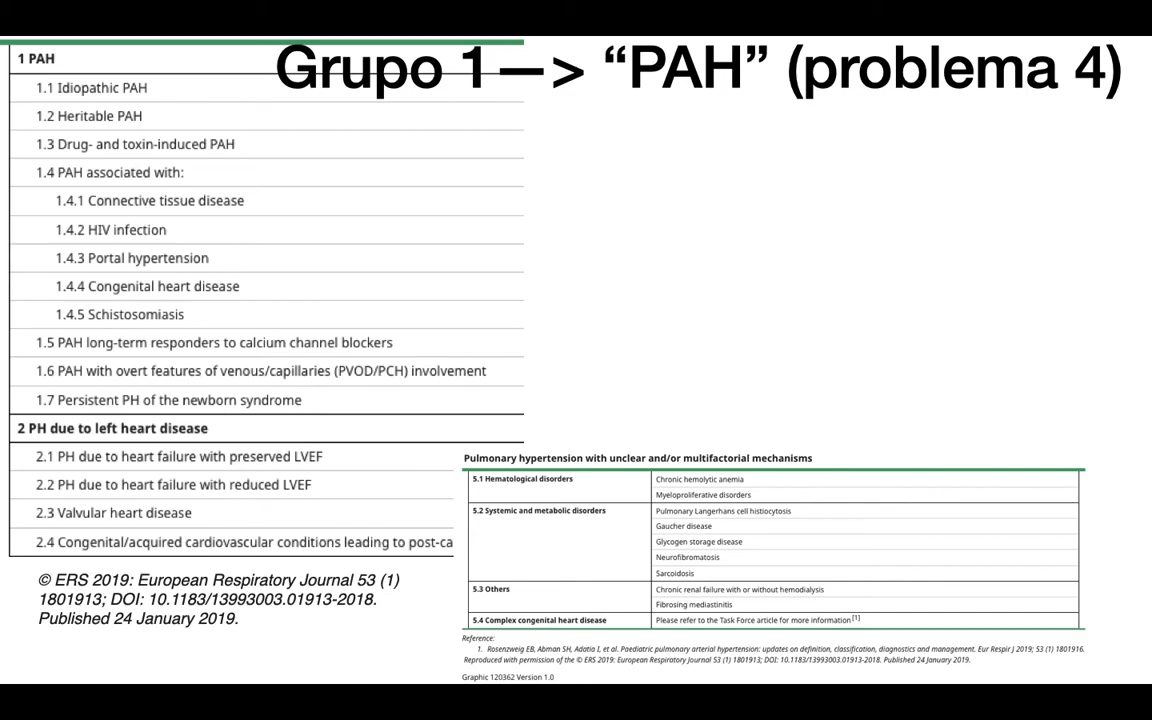 Grupo 1—> “PAH” (problema 4)
1 PAH
1.1 Idiopathic PAH
1.2 Heritable PAH
1.3 Drug- and toxin-induced PAH
1.4 PAH associated with:
1.4.1 Connective tissue disease
1.4.2 HIV infection
1.4.3 Portal hypertension
1.4.4 Congenital heart disease
1.4.5 Schistosomiasis
1.5 PAH long-term responders to calcium channel blockers
1.6 PAH with overt features of venous/capillaries (PVOD/PCH) involvement
1.7 Persistent PH of the newborn syndrome
2 PH due to left heart disease
2.1 PH due to heart failure with preserved LVEF
2.2 PH due to heart failure with reduced LVEF
2.3 Valvular heart disease
2.4 Congenital/acquired cardiovascular conditions leading to post-ca
© ERS 2019: European Respiratory Journal 53 (1)
1801913; DOI: 10.1183/13993003.01913-2018.
Published 24 January 2019.
Pulmonary hypertension with unclear and/or multifactorial mechanisms
5.1 Hematological disorders Chronic hemolytic anemia
Myeloproliferative disorders
5.2 Systemic and metabolic disorders Pulmonary Langerhans cell histiocytosis
Gaucher disease
Glycogen storage disease
Neurofibromatosis
Sarcoidosis
5.3 Others Chronic renal failure with or without hemodialysis
Fibrosing mediastinitis
5.4 Complex congenital heart disease Please refer to the Task Force article for more information[1]
Reference:
1. Rosenzweig EB, Abman SH, Adatia I, et al. Paediatric pulmonary arterial hypertension: updates on definition, classification, diagnostics and management. Eur Respir J 2019; 53 (1) 1801916.
Reproduced with permission of the © ERS 2019: European Respiratory Journal 53 (1) 1801913; DOI: 10.1183/13993003.01913-2018. Published 24 January 2019.
Graphic 120362 Version 1.0